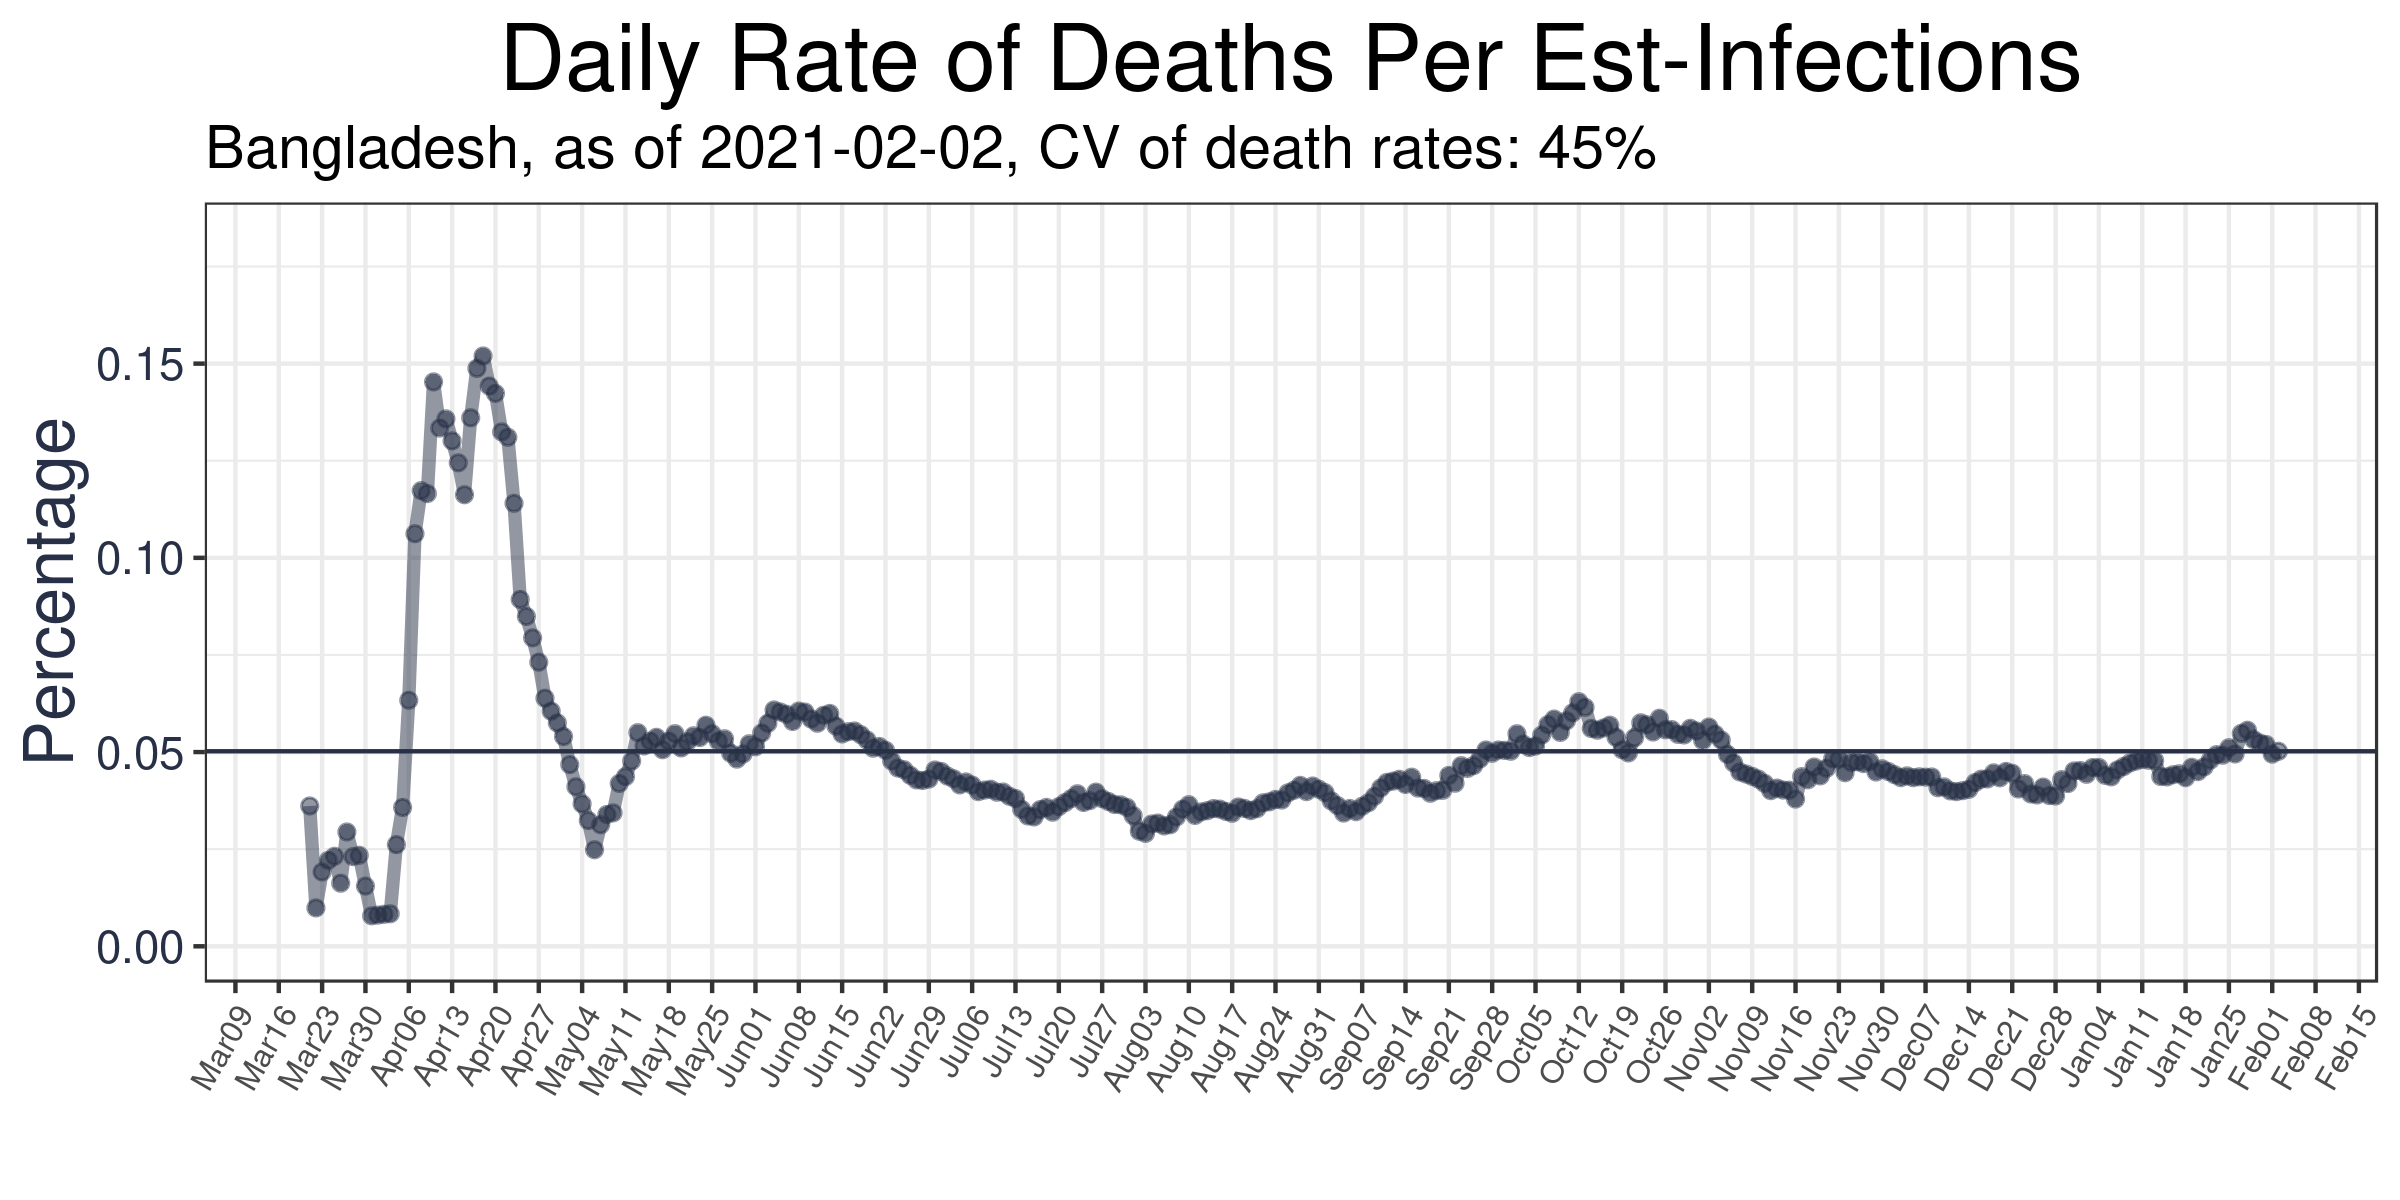 Daily Rate of Deaths Per Est-Infections
Bangladesh, as of 2021-02-02, CV of death rates: 45%
Percentage
0.15
0.10
0.05
0.00
Mar09
Mar16
Mar23
Mar30
Apr06
Apr13
Apr20
Apr27
May04
May11
May18
May25
Jun01
Jun08
Jun15
Jun22
Jun29
Jul06
Jul13
Jul20
Jul27
Aug03
Aug10
Aug17
Aug24
Aug31
Sep07
Sep14
Sep21
Sep28
Oct05
Oct12
Oct19
Oct26
Nov02
Nov09
Nov16
Nov23
Nov30
Dec07
Dec14
Dec21
Dec28
Jan04
Jan11
Jan18
Jan25
Feb01
Feb08
Feb15